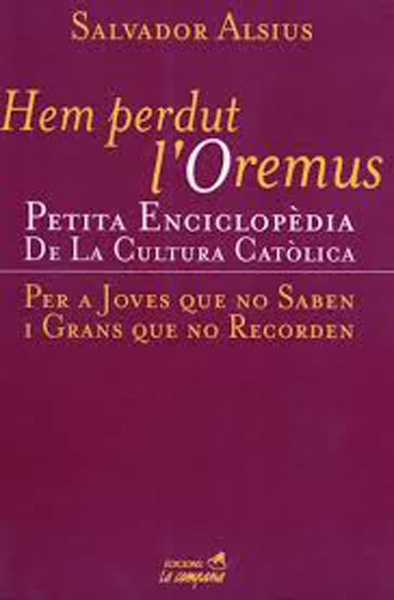 Salvador Alsius
Hem perdut
l'Oremus
Petita Enciclopèdia
De La Cultura Catòlica
Per a Joves que no Saben
i Grans que no Recorden
EDICIONS
La Campana